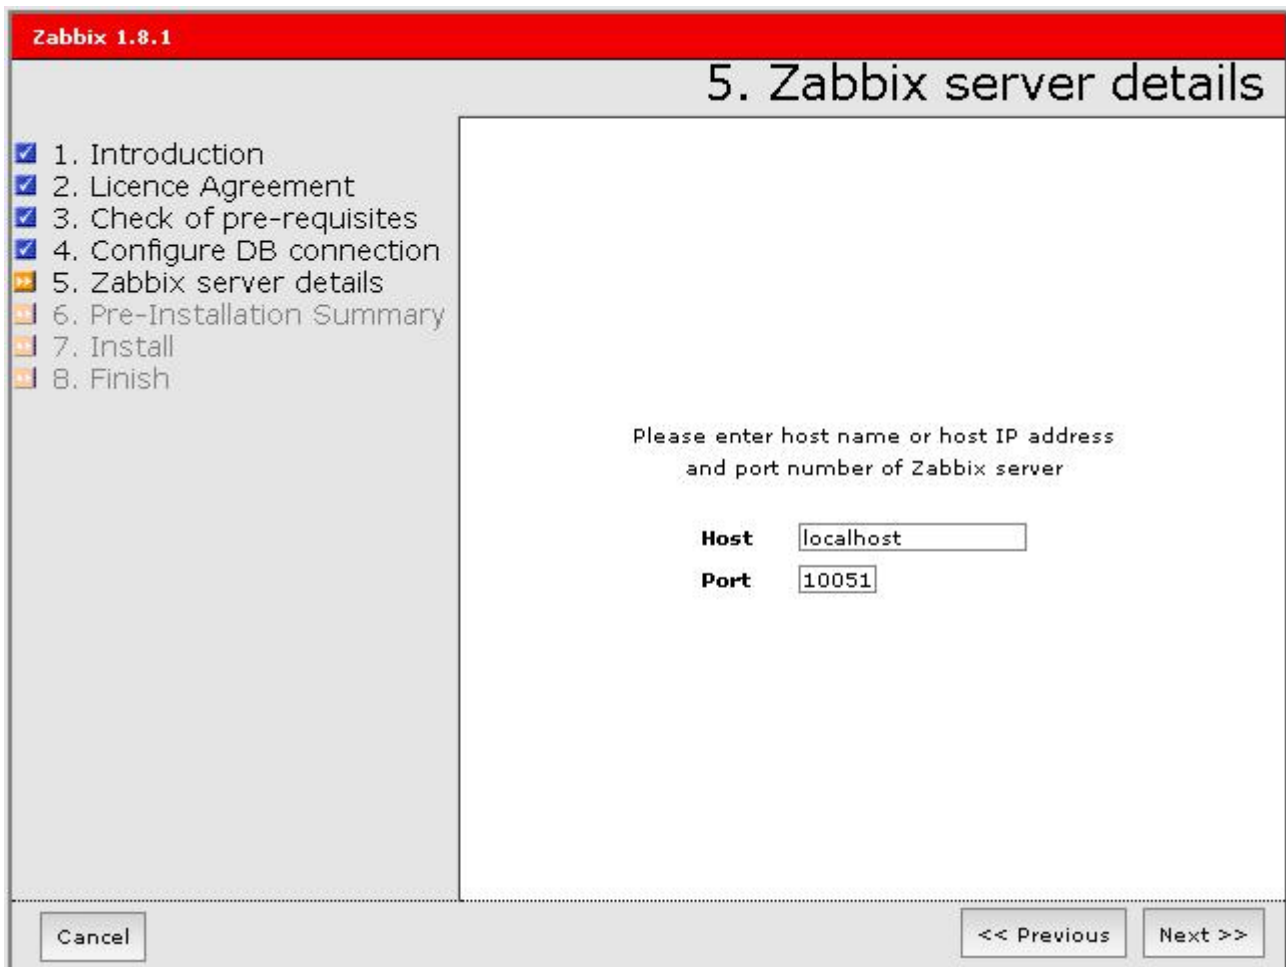 Zabbix 1.8.1
5. Zabbix server details
1. Introduction
2. Licence Agreement
3. Check of pre-requisites
4. Configure DB connection
5. Zabbix server details
6. Pre-Installation Summary
7. Install
8. Finish
Please enter host name or host IP address
and port number of Zabbix server
Host localhost
Port 10051
Cancel << Previous Next >>